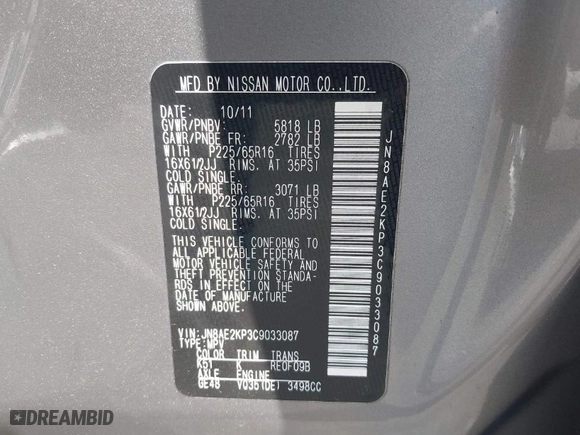 MFD BY NISSAN MOTOR CO.,LTD.
DATE: 10/11
GVWR/PNBV: 5818 LB
GAWR/PNBE FR: 2782 LB
WITH P225/65R16 TIRES
16X61/2JJ RIMS. AT 35PSI
COLD SINGLE.
GAWR/PNBE RR: 3071 LB
WITH P225/65R16 TIRES
16X61/2JJ RIMS. AT 35PSI
COLD SINGLE.
THIS VEHICLE CONFORMS TO
ALL APPLICABLE FEDERAL
MOTOR VEHICLE SAFETY AND
THEFT PREVENTION STANDA-
RDS IN EFFECT ON THE
DATE OF MANUFACTURE
SHOWN ABOVE.
VIN:JN8AE2KP3C9033087
TYPE:MPV
COLOR TRIM TRANS
K51 K RE0F09B
AXLE ENGINE
GE48 VQ35(DE) 3498CC
JN8AE2KP3C9033087
DREAMBID